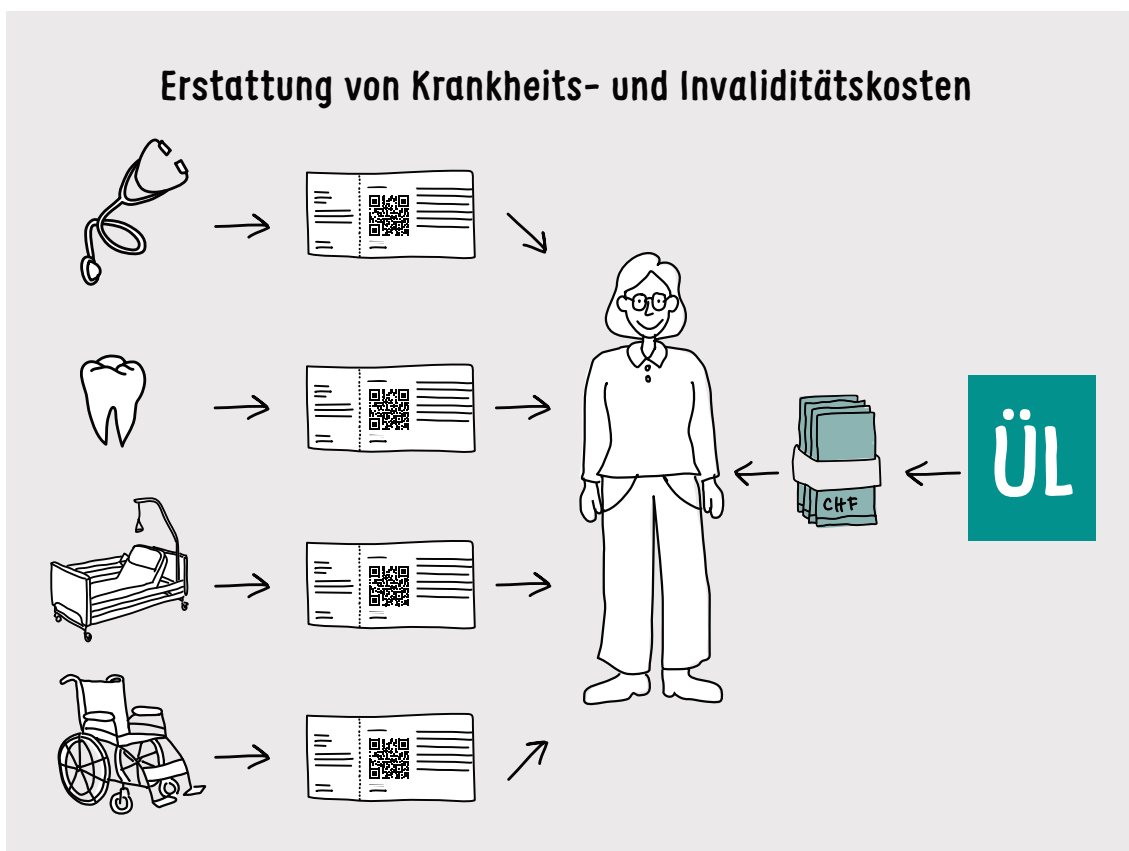 Erstattung von Krankheits- und Invaliditätskosten
ÜL
CHF